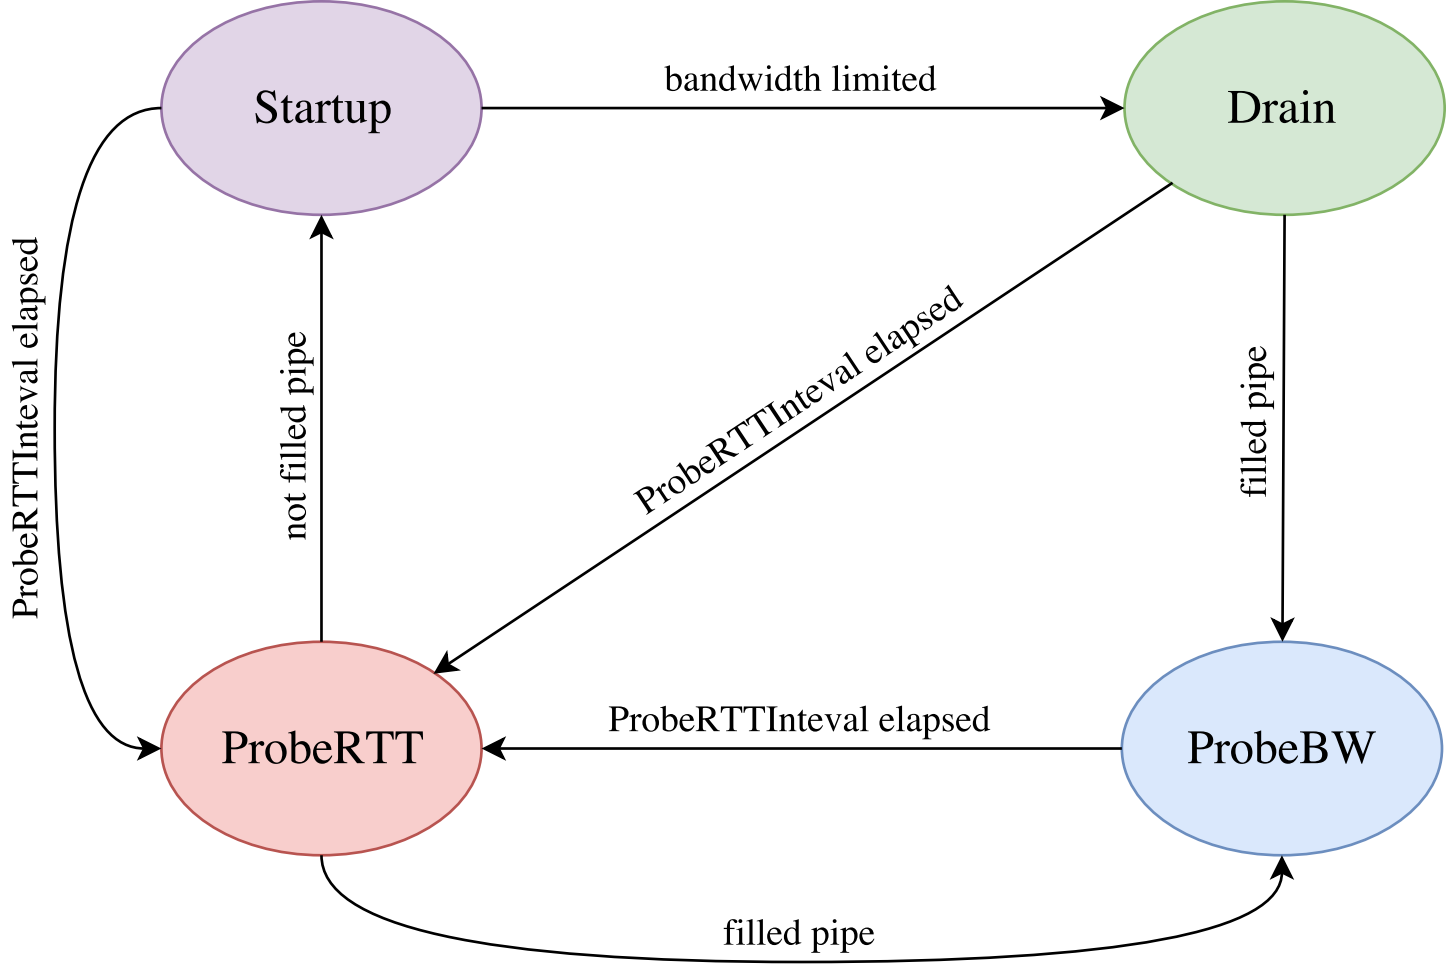 Startup
bandwidth limited
Drain
ProbeRTTInteval elapsed
not filled pipe
ProbeRTTInteval elapsed
filled pipe
ProbeRTT
ProbeRTTInteval elapsed
ProbeBW
filled pipe